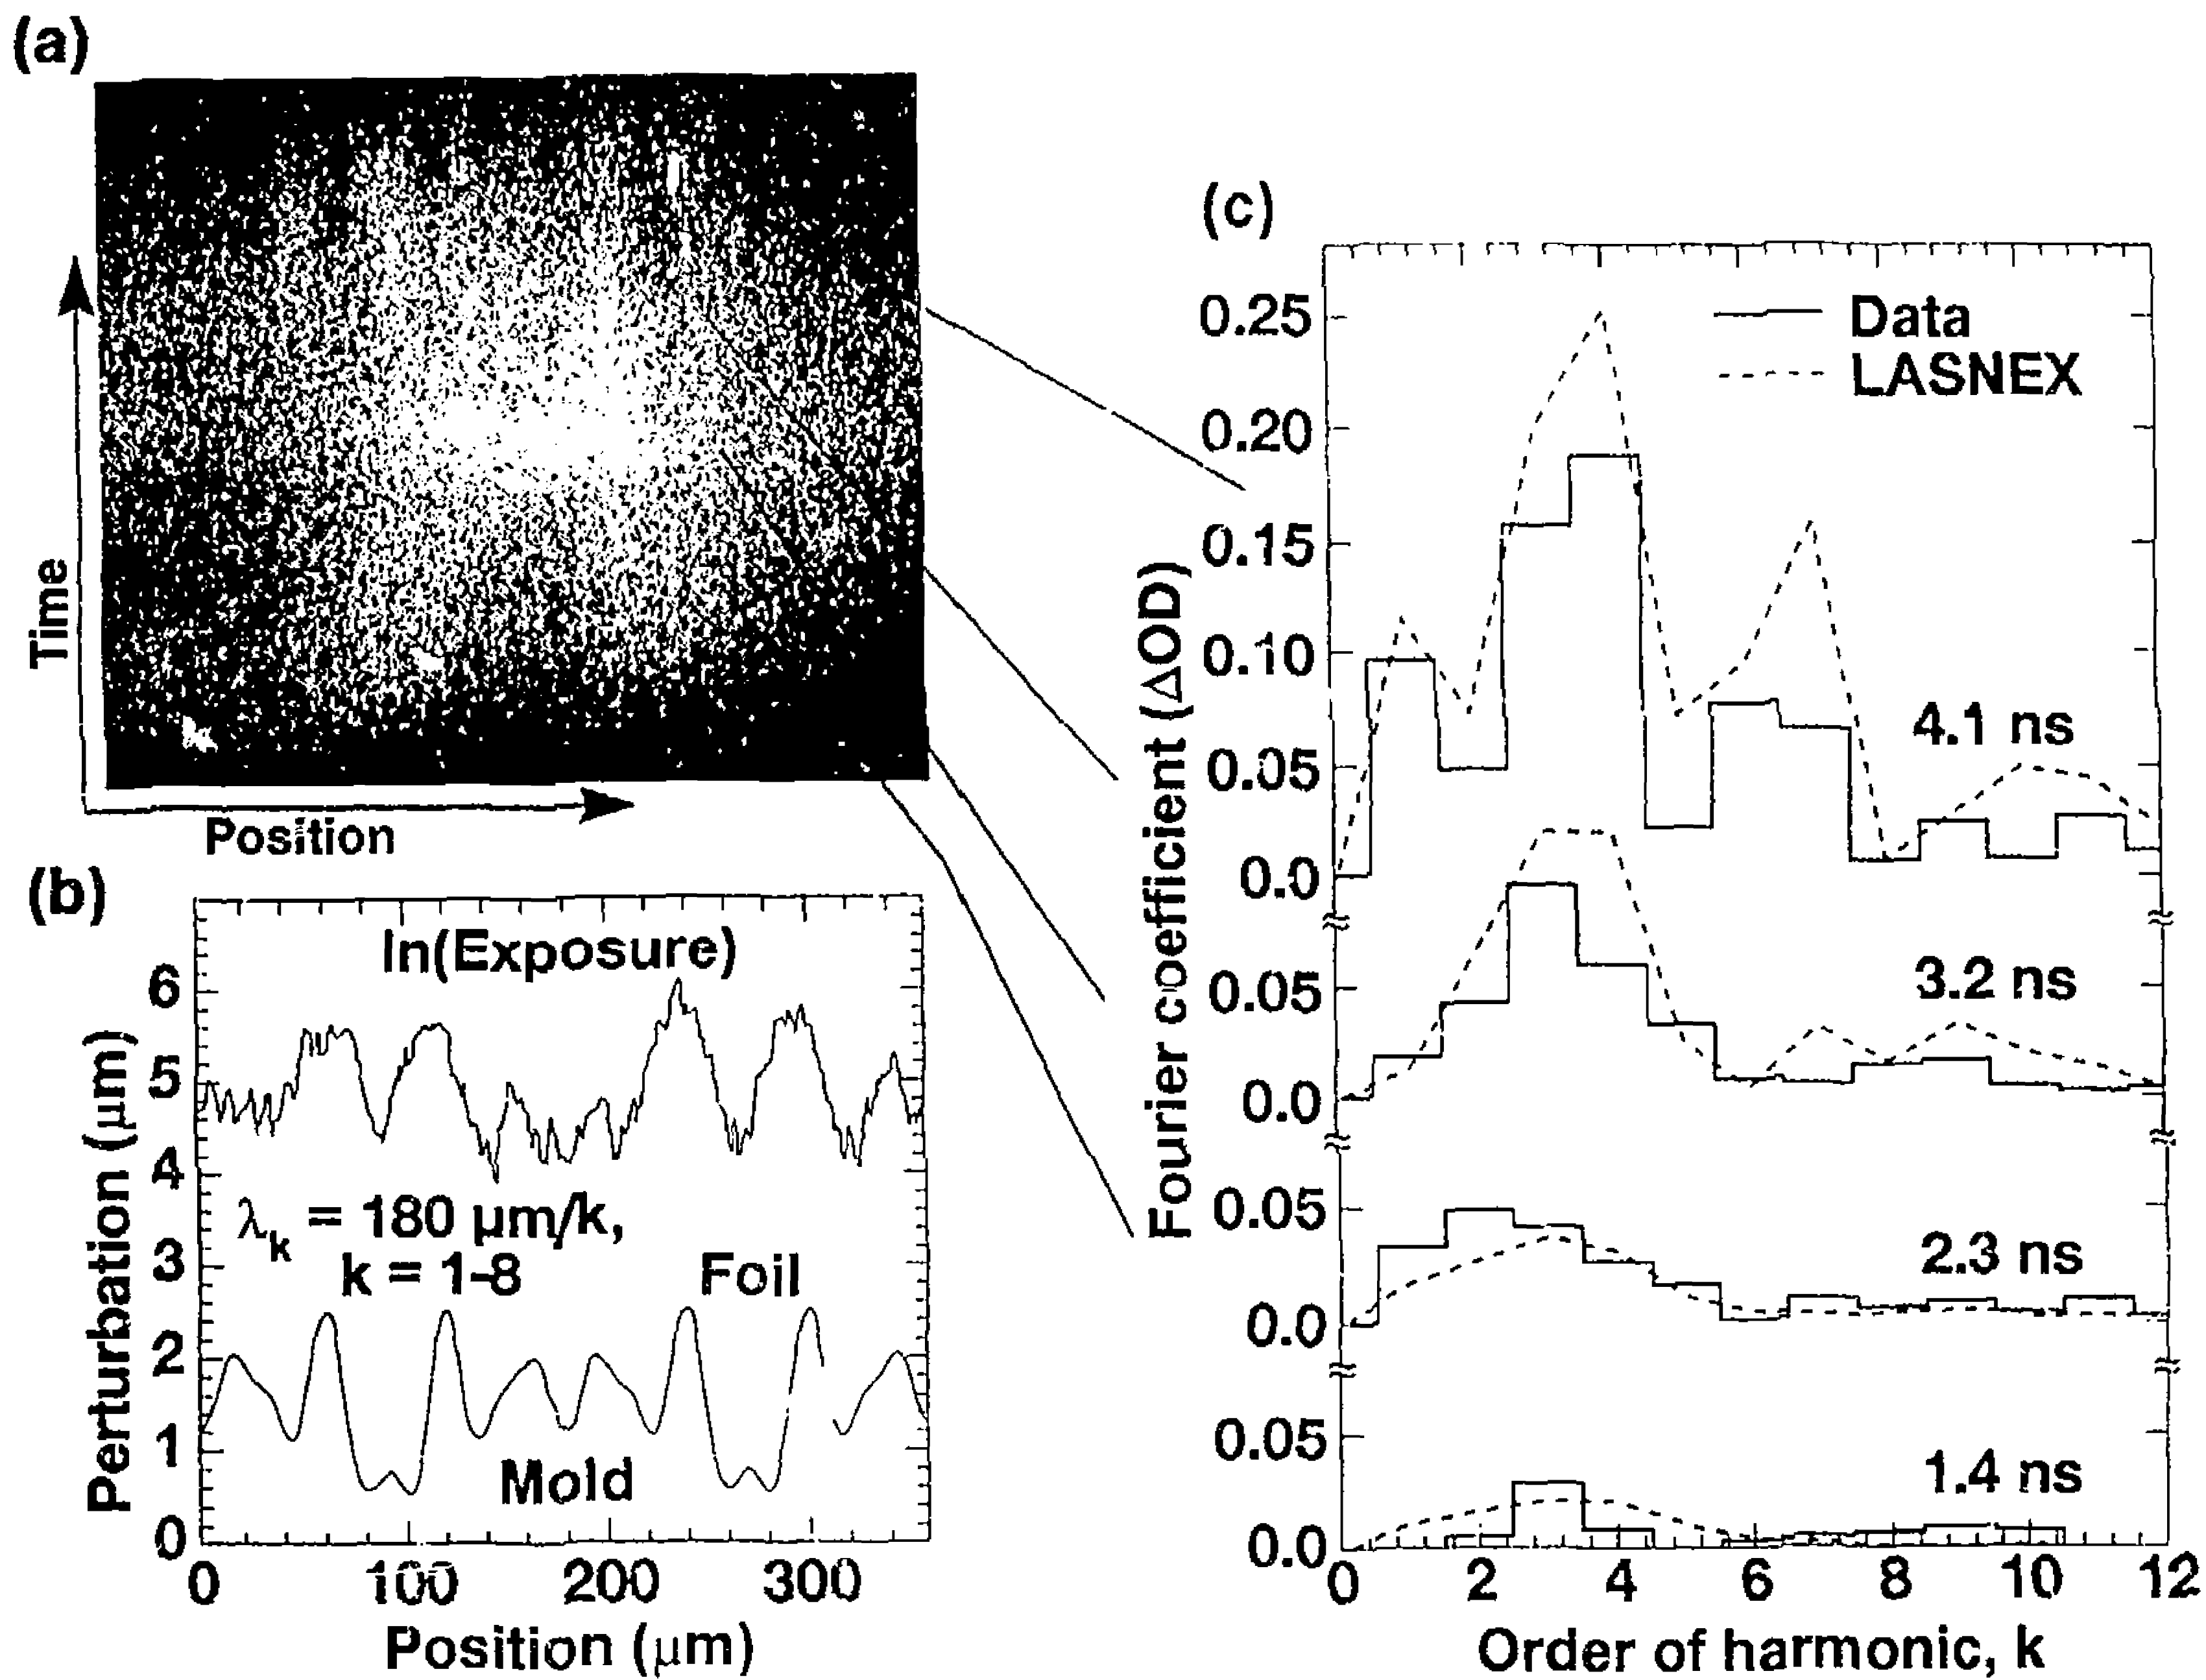 (a)
Time
Position
(b)
ln(Exposure)
λk = 180 μm/k,
k = 1-8
Foil
Mold
Perturbation (μm)
6
5
4
3
2
1
0
0
100
200
300
Position (μm)
(c)
Data
LASNEX
Fourier coefficient (ΔOD)
0.25
0.20
0.15
0.10
0.05
0.0
4.1 ns
0.05
0.0
3.2 ns
0.05
0.0
2.3 ns
0.05
0.0
1.4 ns
0
2
4
6
8
10
12
Order of harmonic, k